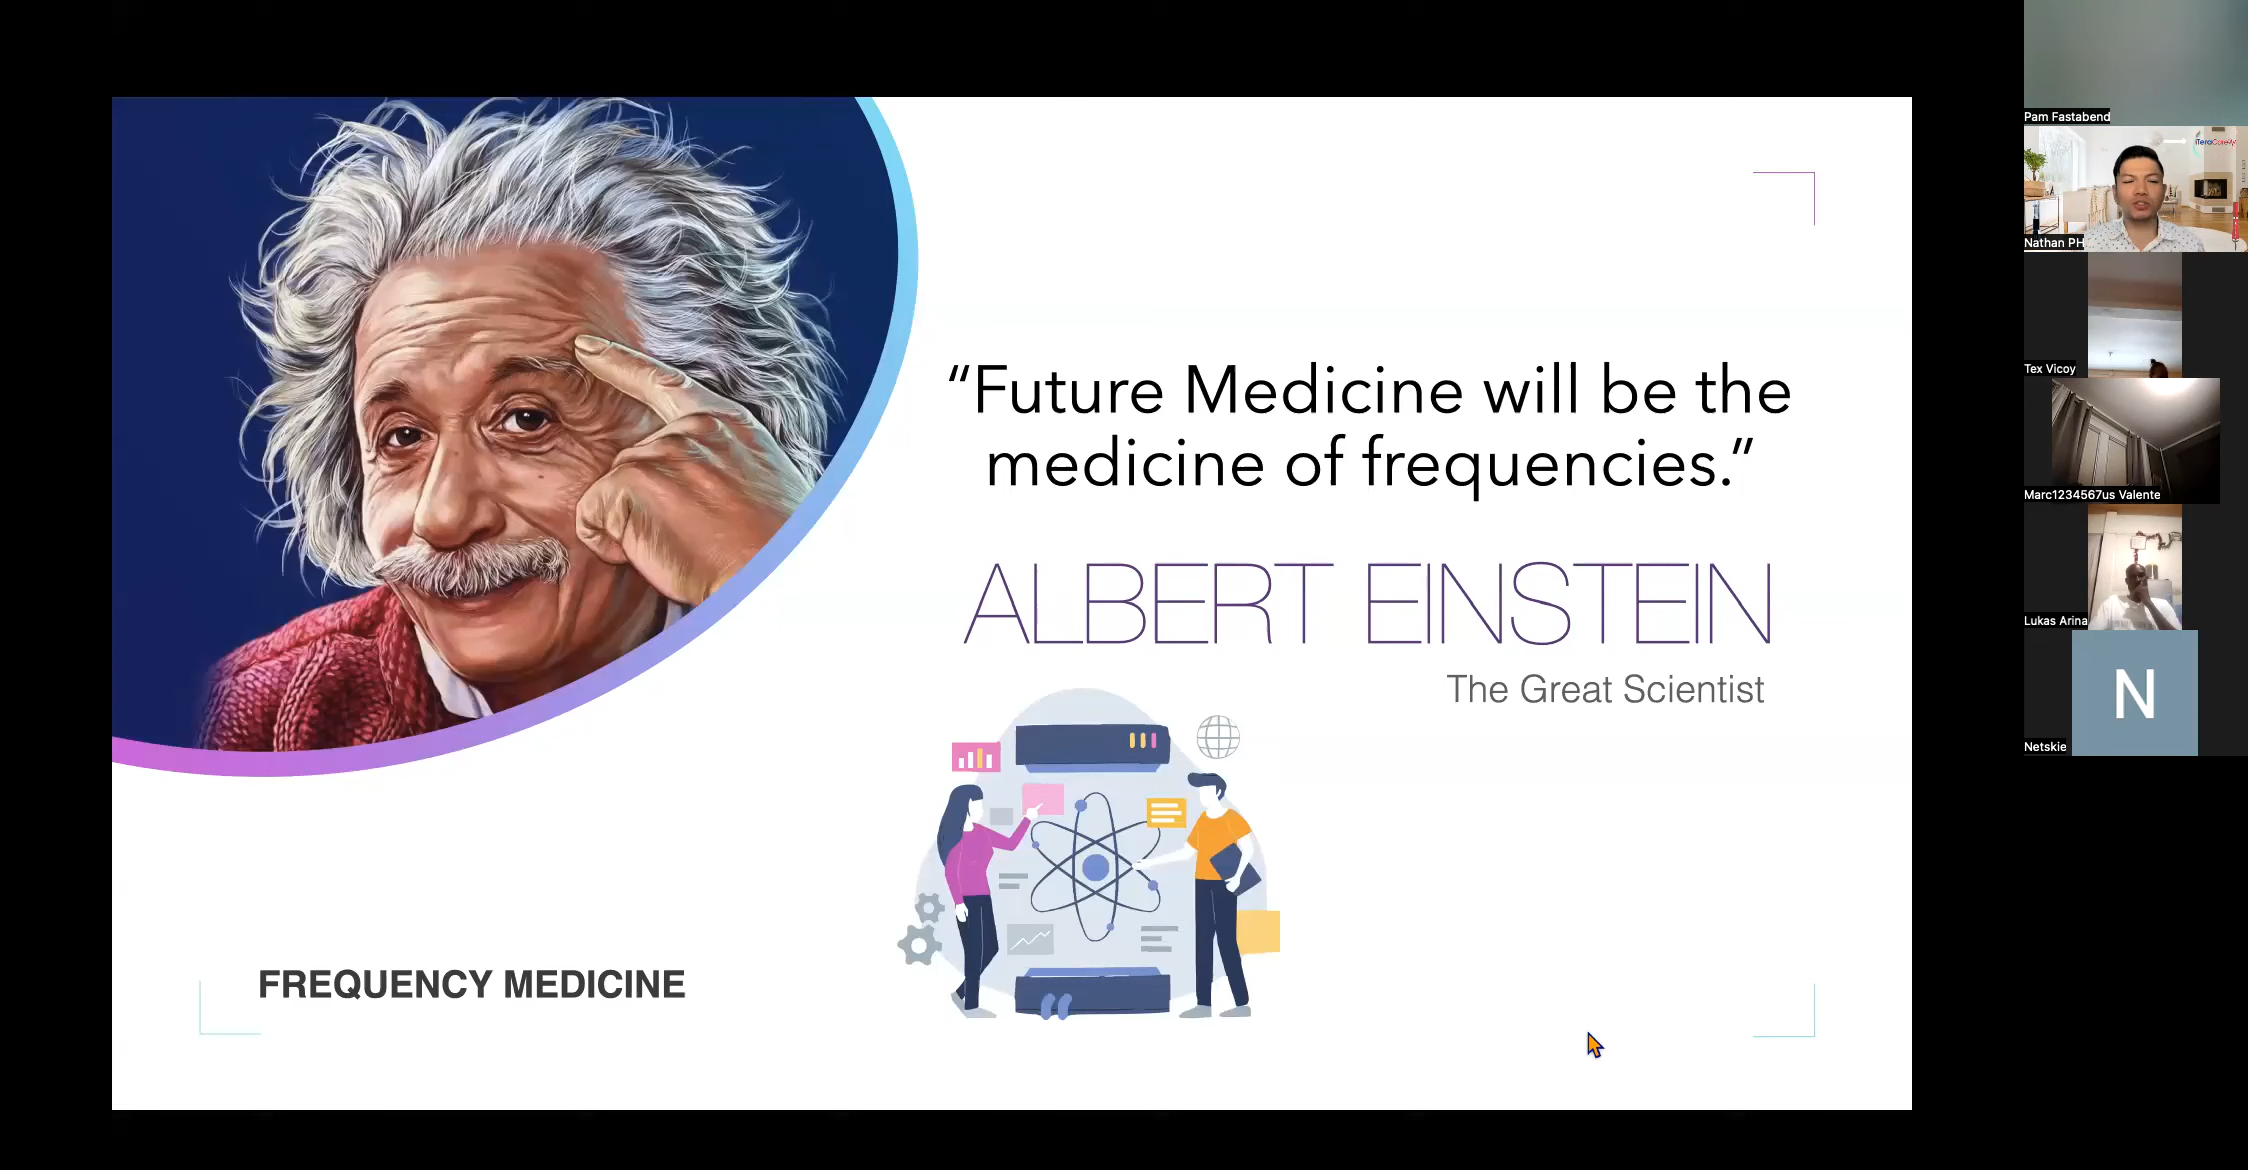 “Future Medicine will be the
medicine of frequencies.”
ALBERT EINSTEIN
The Great Scientist
FREQUENCY MEDICINE
Pam Fastabend
iTeraCare
Nathan PH
Tex Vicoy
Marc1234567us Valente
Lukas Arina
N
Netskie